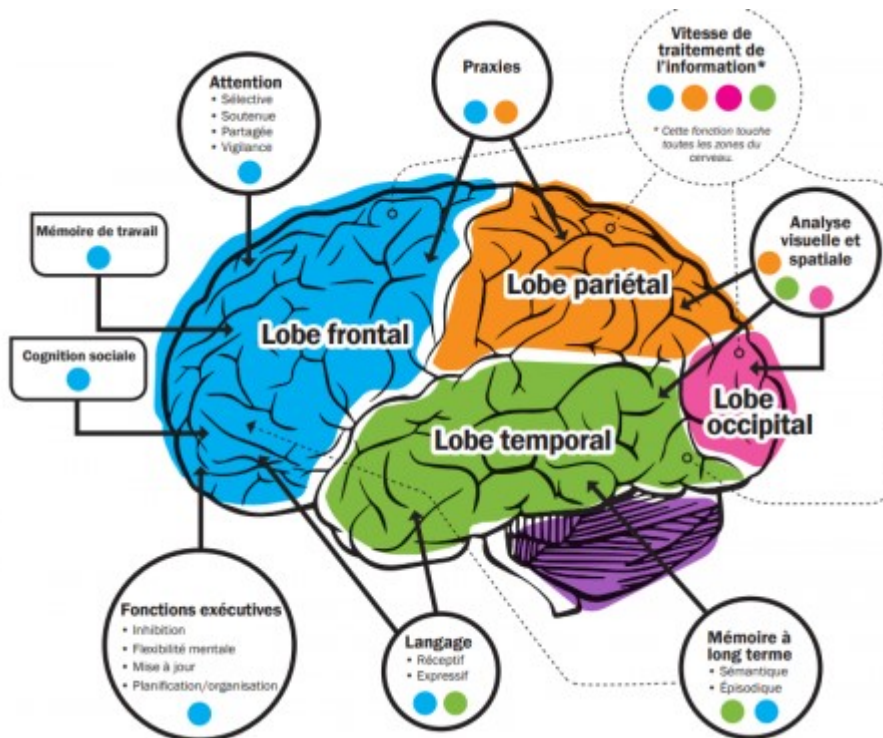 Attention
• Sélective
• Soutenue
• Partagée
• Vigilance
Praxies
Vitesse de
traitement de
l'information*
* Cette fonction touche
toutes les zones du
cerveau.
Mémoire de travail
Analyse
visuelle et
spatiale
Cognition sociale
Lobe frontal
Lobe pariétal
Lobe temporal
Lobe
occipital
Fonctions exécutives
• Inhibition
• Flexibilité mentale
• Mise à jour
• Planification/organisation
Langage
• Réceptif
• Expressif
Mémoire à
long terme
• Sémantique
• Épisodique